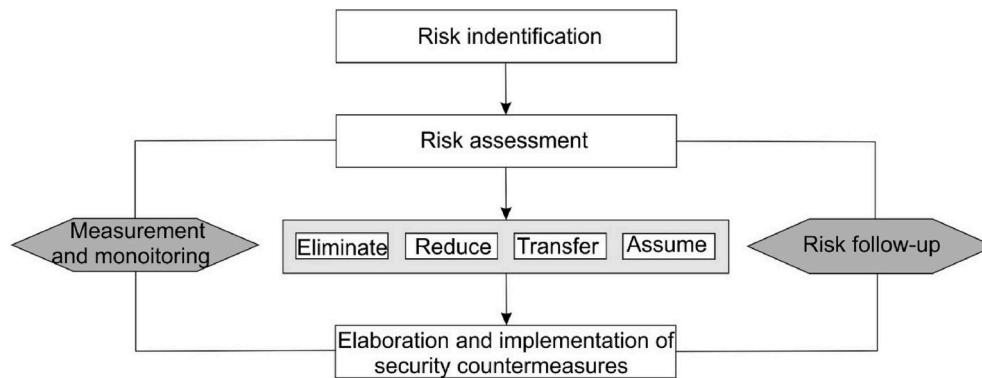 Risk indentification
Risk assessment
Measurement
and monoitoring
Eliminate
Reduce
Transfer
Assume
Risk follow-up
Elaboration and implementation of
security countermeasures